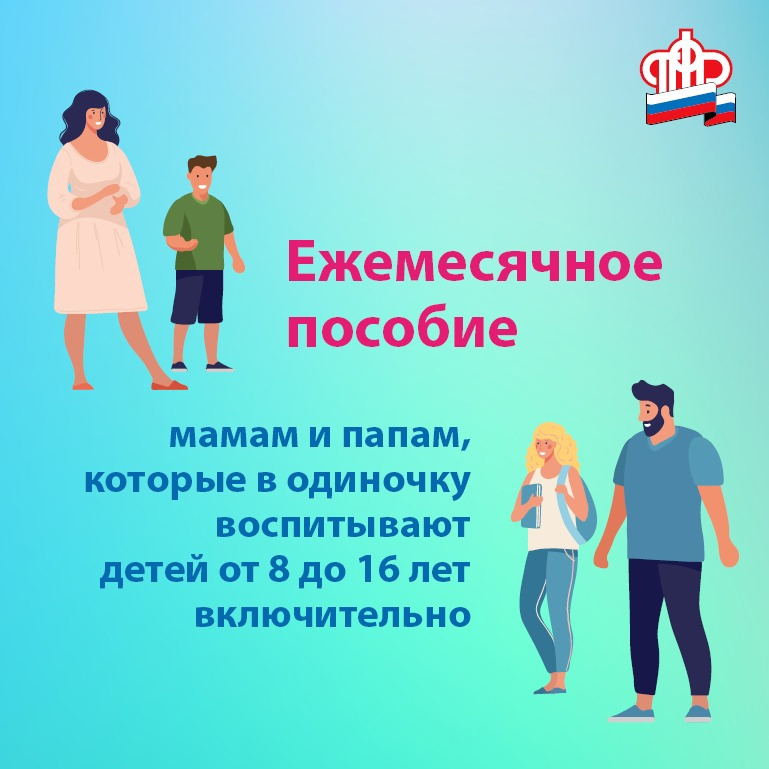 Ежемесячное
пособие
мамам и папам,
которые в одиночку
воспитывают
детей от 8 до 16 лет
включительно